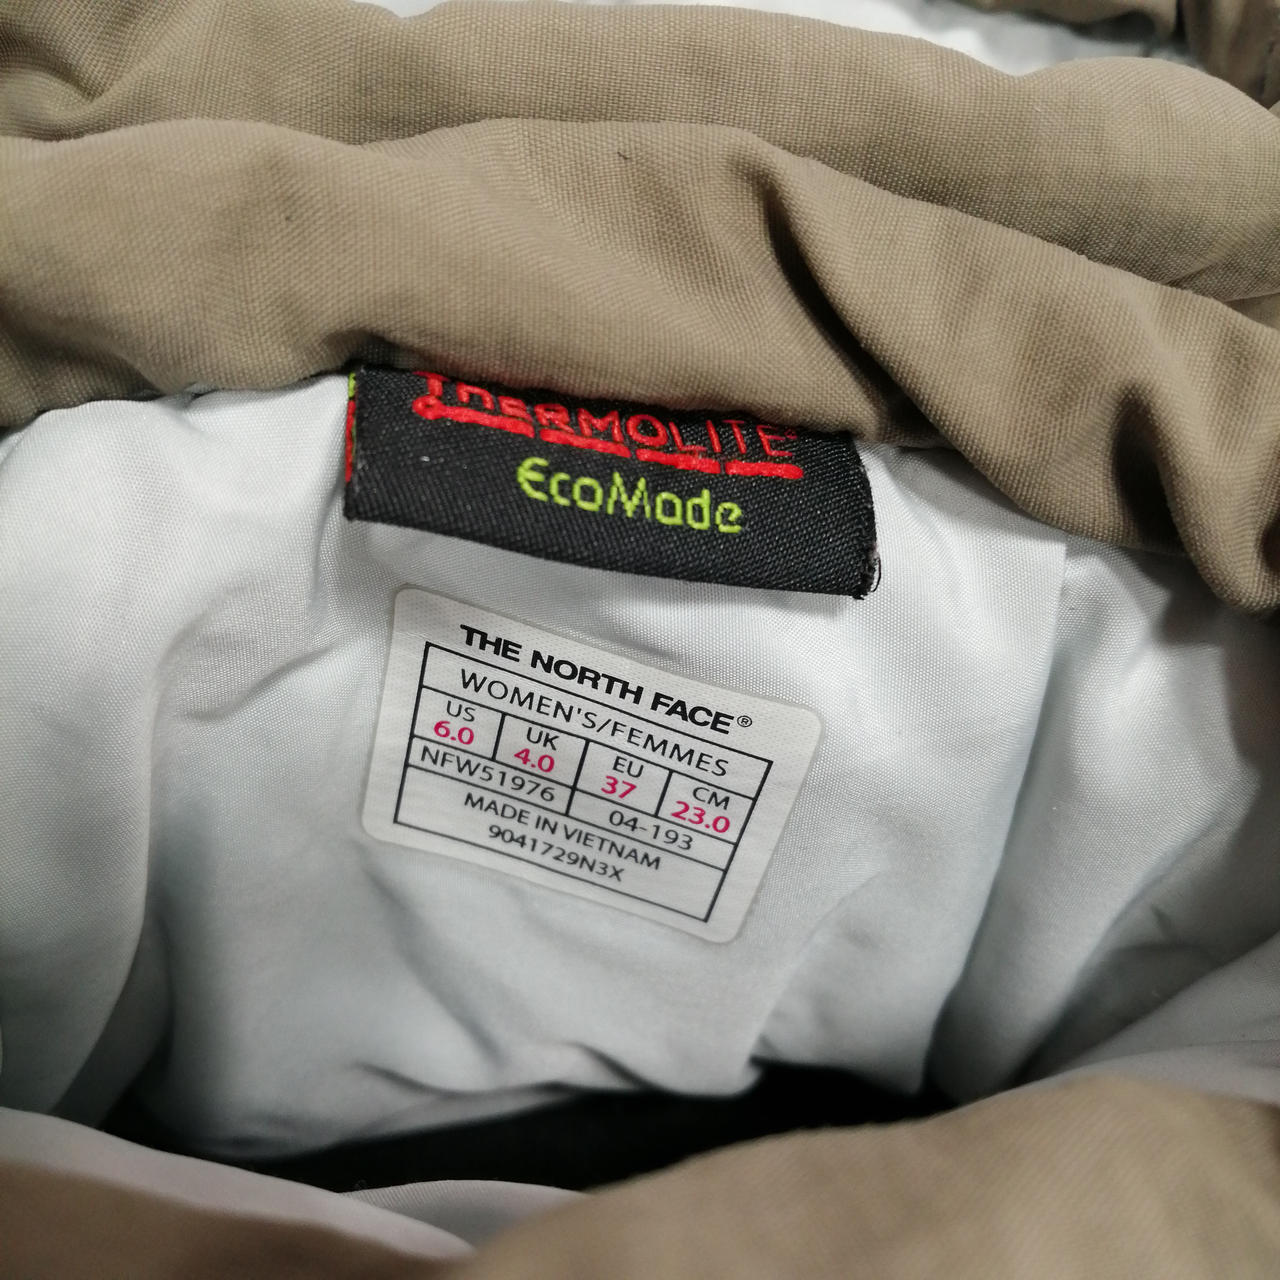 THERMOLITE
EcoMade
THE NORTH FACE®
WOMEN'S/FEMMES
US UK EU CM
6.0 4.0 37 23.0
NFW51976 04-193
MADE IN VIETNAM
9041729N3X